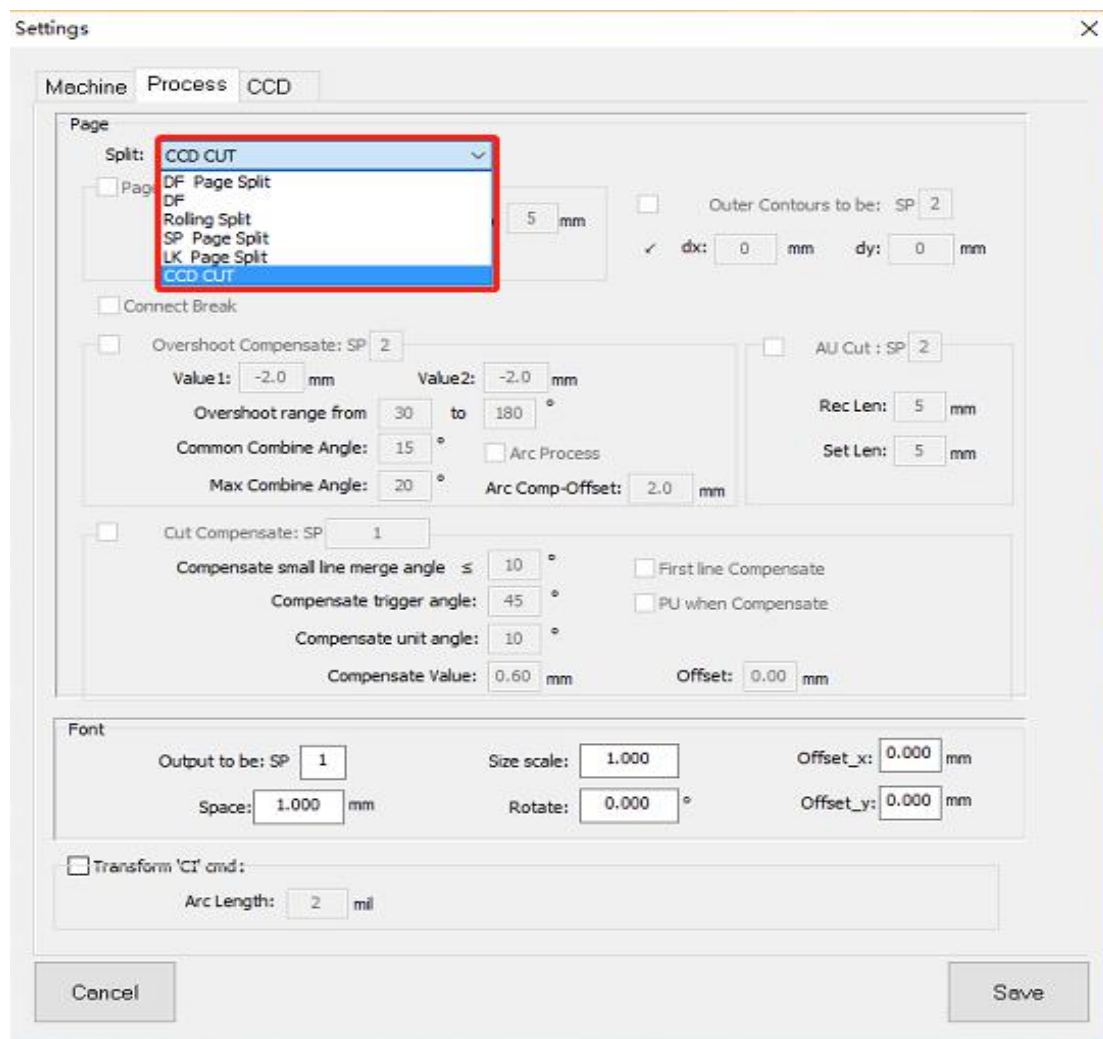 Settings
Machine Process CCD
Page
Split: CCD CUT
DF Page Split
DF
Rolling Split
SP Page Split
LK Page Split
CCD CUT
Pag
5 mm
Outer Contours to be: SP 2
dx: 0 mm dy: 0 mm
Connect Break
Overshoot Compensate: SP 2
Value1: -2.0 mm Value2: -2.0 mm
Overshoot range from 30 to 180 °
Common Combine Angle: 15 ° Arc Process
Max Combine Angle: 20 ° Arc Comp-Offset: 2.0 mm
AU Cut : SP 2
Rec Len: 5 mm
Set Len: 5 mm
Cut Compensate: SP 1
Compensate small line merge angle ≤ 10 ° First line Compensate
Compensate trigger angle: 45 ° PU when Compensate
Compensate unit angle: 10 °
Compensate Value: 0.60 mm Offset: 0.00 mm
Font
Output to be: SP 1 Size scale: 1.000 Offset_x: 0.000 mm
Space: 1.000 mm Rotate: 0.000 ° Offset_y: 0.000 mm
Transform 'CI' cmd:
Arc Length: 2 mil
Cancel Save